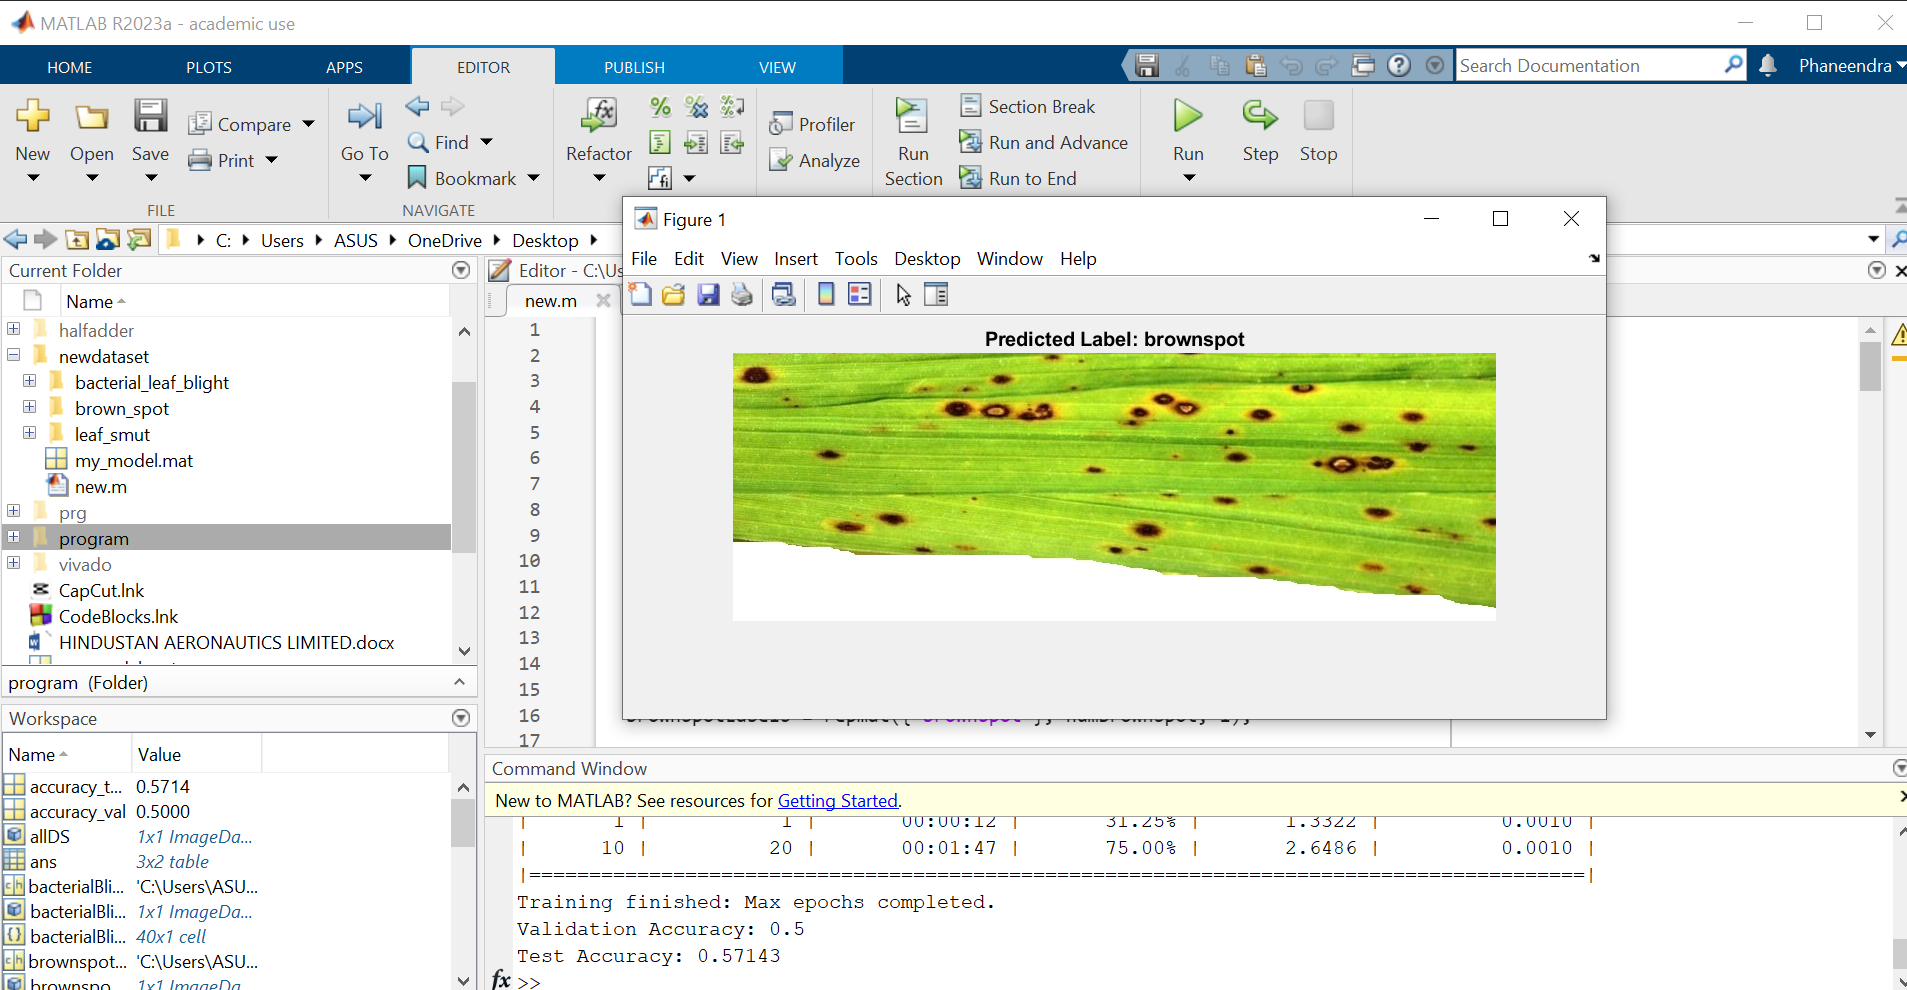 MATLAB R2023a - academic use
HOME PLOTS APPS EDITOR PUBLISH VIEW
Search Documentation
Phaneendra
New
Open
Save
Compare
Print
FILE
Go To
Find
Bookmark
NAVIGATE
Refactor
fx
fi
Profiler
Analyze
Run
Section
Section Break
Run and Advance
Run to End
Run
Step
Stop
C: Users ASUS OneDrive Desktop
Current Folder
Name
halfadder
newdataset
bacterial_leaf_blight
brown_spot
leaf_smut
my_model.mat
new.m
prg
program
vivado
CapCut.lnk
CodeBlocks.lnk
HINDUSTAN AERONAUTICS LIMITED.docx
program (Folder)
Workspace
Name Value
accuracy_t... 0.5714
accuracy_val 0.5000
allDS 1x1 ImageDa...
ans 3x2 table
bacterialBli... 'C:\Users\ASU...
bacterialBli... 1x1 ImageDa...
bacterialBli... 40x1 cell
brownspot... 'C:\Users\ASU...
brownspo... 1x1 ImageDa...
Editor - C:\Us
new.m
1
2
3
4
5
6
7
8
9
10
11
12
13
14
15
16
17
Figure 1
File Edit View Insert Tools Desktop Window Help
Predicted Label: brownspot
Command Window
New to MATLAB? See resources for Getting Started.
| 1 | 1 | 00:00:12 | 31.25% | 1.3322 | 0.0010 |
| 10 | 20 | 00:01:47 | 75.00% | 2.6486 | 0.0010 |
|========================================================================================|
Training finished: Max epochs completed.
Validation Accuracy: 0.5
Test Accuracy: 0.57143
fx >>